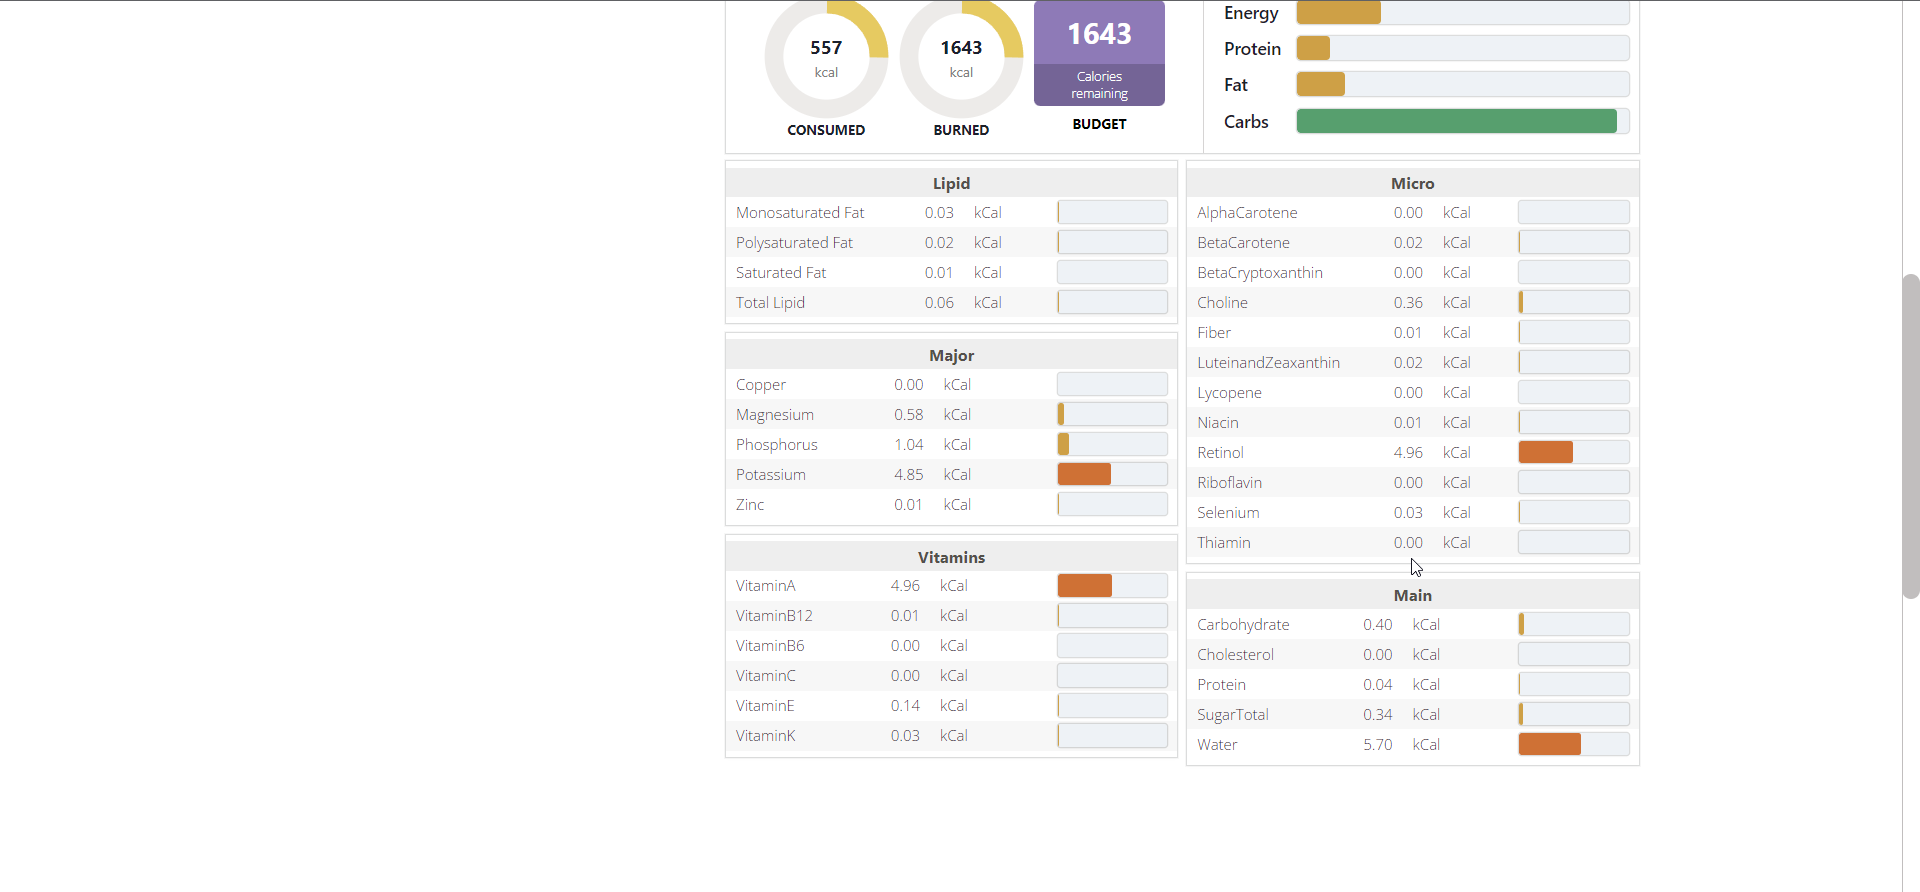 557
kcal
CONSUMED
1643
kcal
BURNED
1643
Calories
remaining
BUDGET
Energy
Protein
Fat
Carbs
Lipid
Monosaturated Fat 0.03 kCal
Polysaturated Fat 0.02 kCal
Saturated Fat 0.01 kCal
Total Lipid 0.06 kCal
Major
Copper 0.00 kCal
Magnesium 0.58 kCal
Phosphorus 1.04 kCal
Potassium 4.85 kCal
Zinc 0.01 kCal
Vitamins
VitaminA 4.96 kCal
VitaminB12 0.01 kCal
VitaminB6 0.00 kCal
VitaminC 0.00 kCal
VitaminE 0.14 kCal
VitaminK 0.03 kCal
Micro
AlphaCarotene 0.00 kCal
BetaCarotene 0.02 kCal
BetaCryptoxanthin 0.00 kCal
Choline 0.36 kCal
Fiber 0.01 kCal
LuteinandZeaxanthin 0.02 kCal
Lycopene 0.00 kCal
Niacin 0.01 kCal
Retinol 4.96 kCal
Riboflavin 0.00 kCal
Selenium 0.03 kCal
Thiamin 0.00 kCal
Main
Carbohydrate 0.40 kCal
Cholesterol 0.00 kCal
Protein 0.04 kCal
SugarTotal 0.34 kCal
Water 5.70 kCal